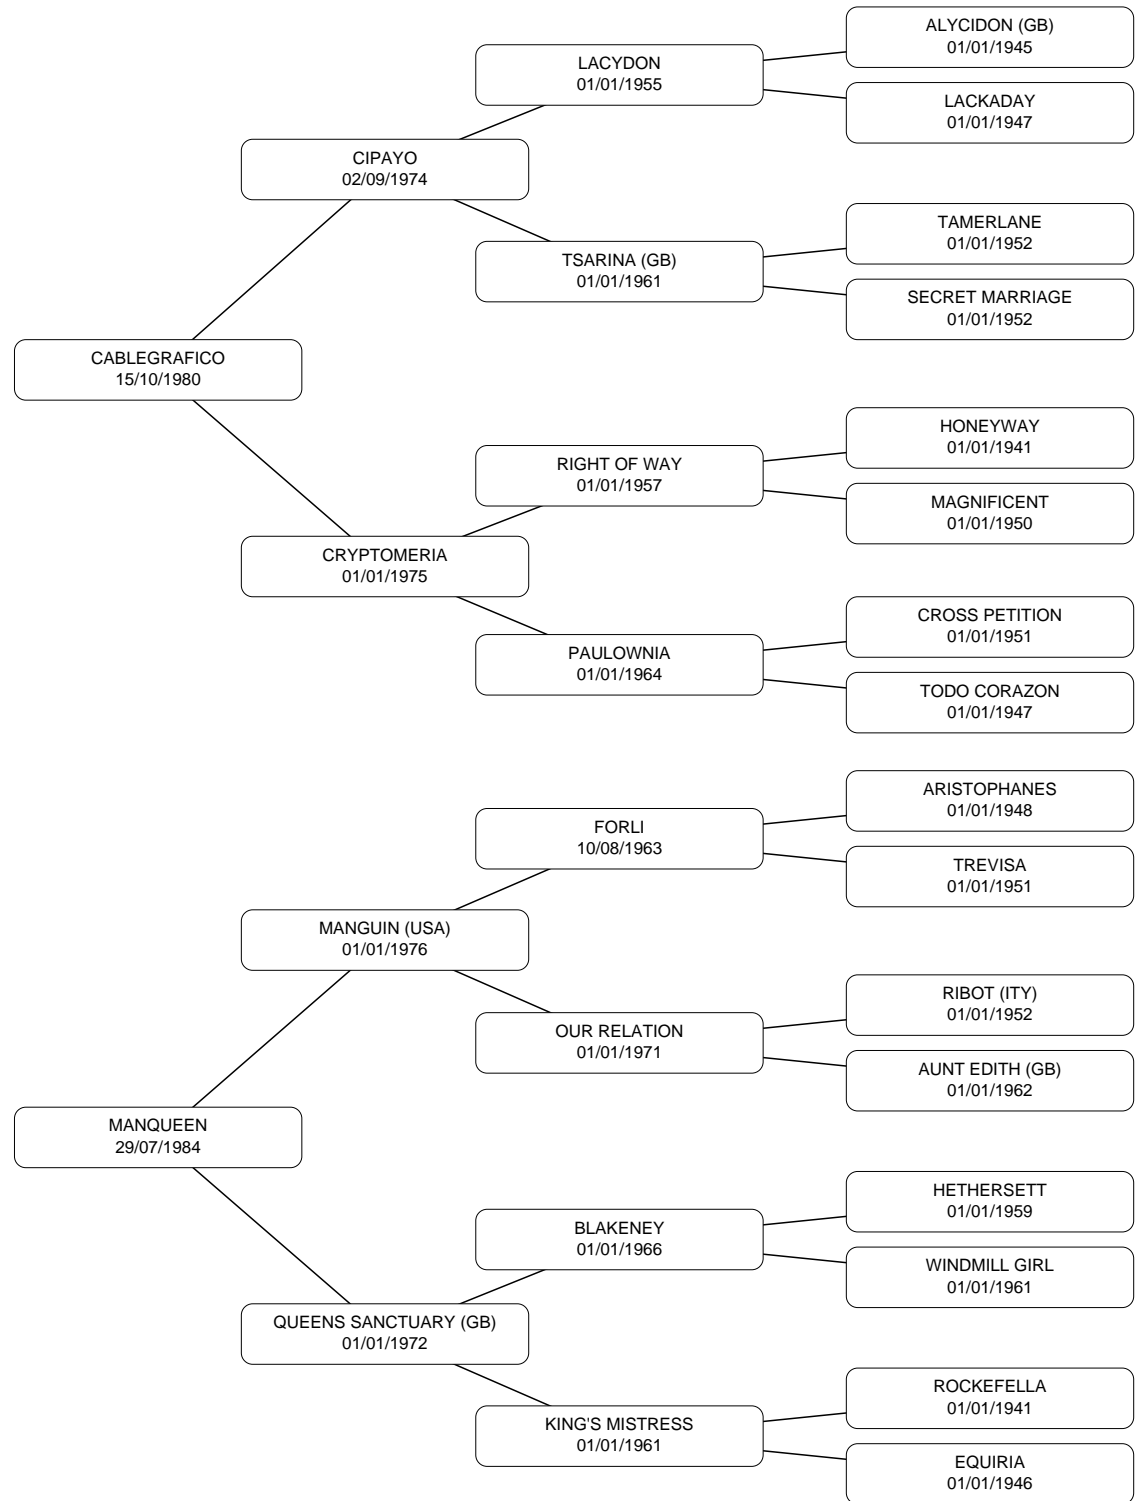 ALYCIDON (GB)
01/01/1945
LACYDON
01/01/1955
LACKADAY
01/01/1947
CIPAYO
02/09/1974
TAMERLANE
01/01/1952
TSARINA (GB)
01/01/1961
SECRET MARRIAGE
01/01/1952
CABLEGRAFICO
15/10/1980
HONEYWAY
01/01/1941
RIGHT OF WAY
01/01/1957
MAGNIFICENT
01/01/1950
CRYPTOMERIA
01/01/1975
CROSS PETITION
01/01/1951
PAULOWNIA
01/01/1964
TODO CORAZON
01/01/1947
ARISTOPHANES
01/01/1948
FORLI
10/08/1963
TREVISA
01/01/1951
MANGUIN (USA)
01/01/1976
RIBOT (ITY)
01/01/1952
OUR RELATION
01/01/1971
AUNT EDITH (GB)
01/01/1962
MANQUEEN
29/07/1984
HETHERSETT
01/01/1959
BLAKENEY
01/01/1966
WINDMILL GIRL
01/01/1961
QUEENS SANCTUARY (GB)
01/01/1972
ROCKEFELLA
01/01/1941
KING'S MISTRESS
01/01/1961
EQUIRIA
01/01/1946